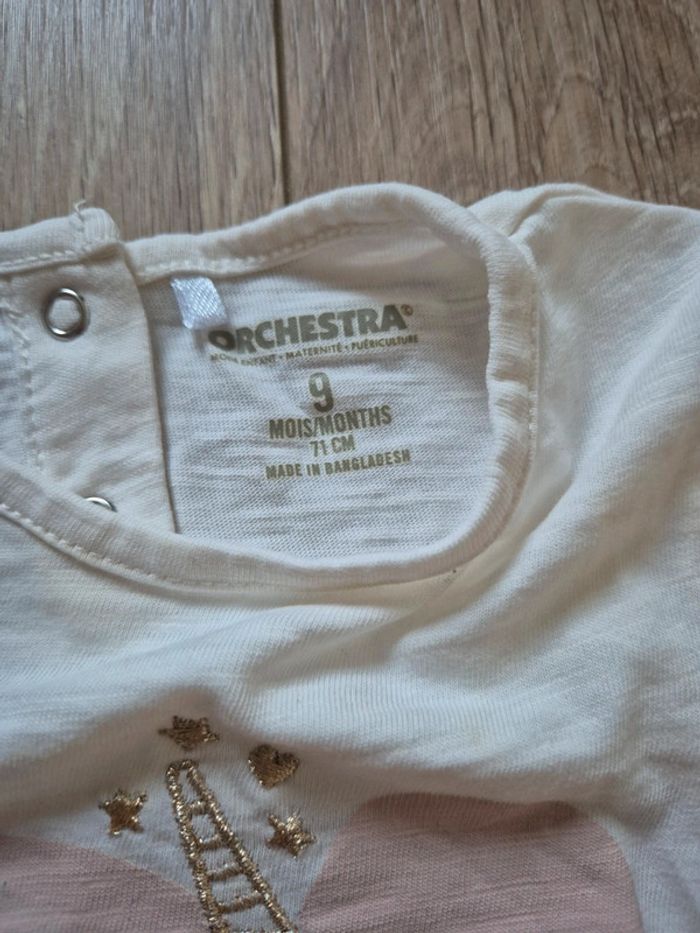 ORCHESTRA©
MODE ENFANT • MATERNITÉ • PUÉRICULTURE
9
MOIS/MONTHS
71 CM
MADE IN BANGLADESH